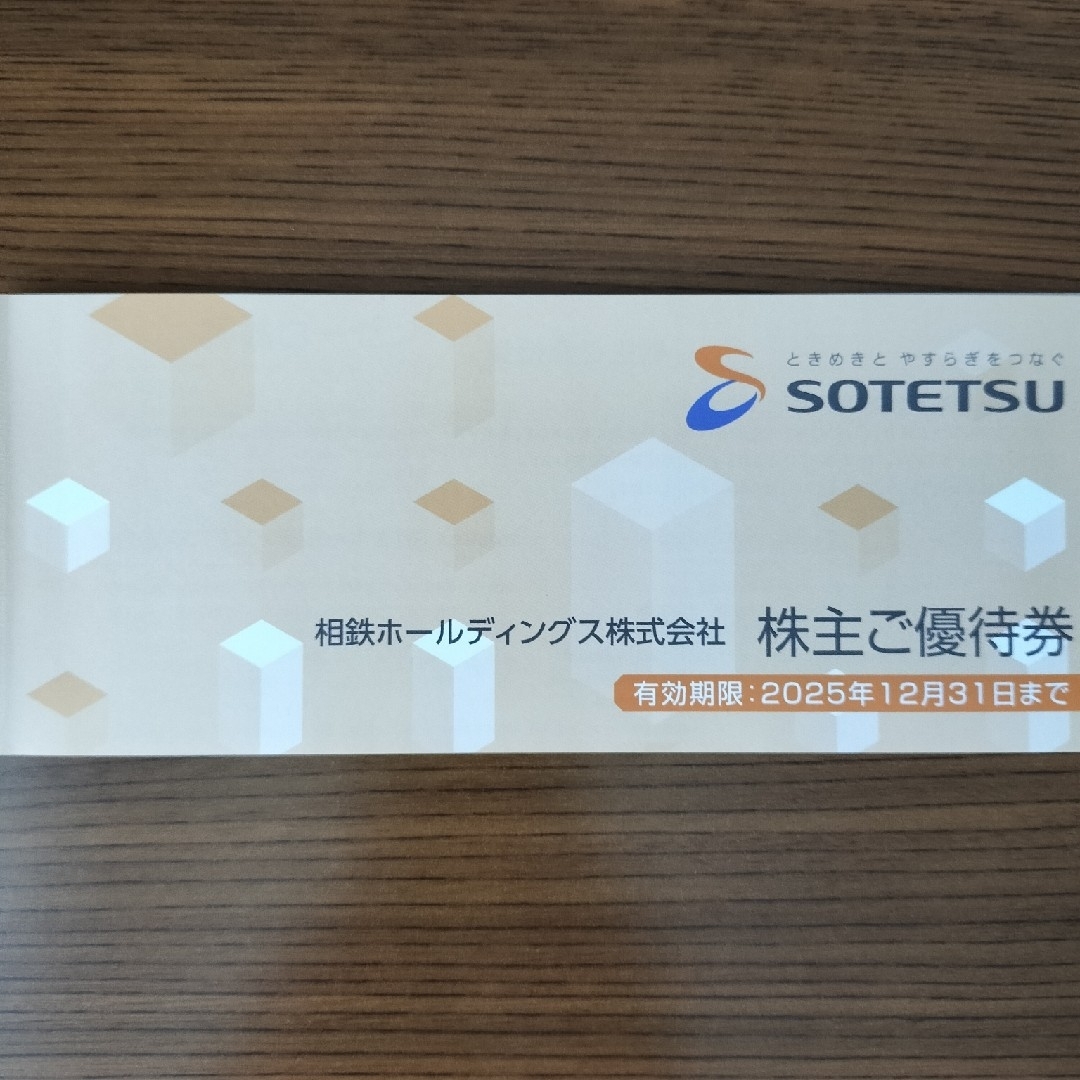 ときめきと やすらぎをつなぐ
SOTETSU
相鉄ホールディングス株式会社 株主ご優待券
有効期限:2025年12月31日まで